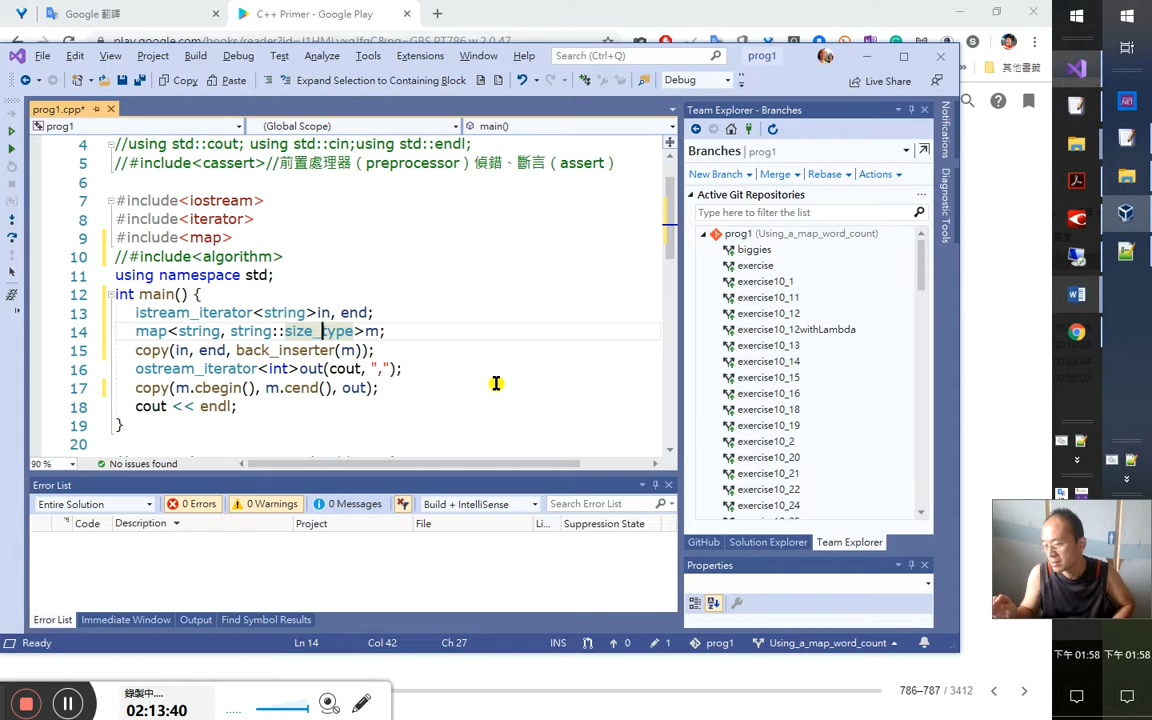 Google 翻譯
C++ Primer - Google Play
其他書籤
File Edit View Git Project Build Debug Test Analyze Tools Extensions Window Help
Search (Ctrl+Q)
prog1
Copy Paste Expand Selection to Containing Block Debug
Live Share
prog1.cpp*
prog1 (Global Scope) main()
4 //using std::cout; using std::cin;using std::endl;
5 //#include<cassert>//前置處理器（preprocessor）偵錯、斷言（assert）
6
7 #include<iostream>
8 #include<iterator>
9 #include<map>
10 //#include<algorithm>
11 using namespace std;
12 int main() {
13 istream_iterator<string>in, end;
14 map<string, string::size_type>m;
15 copy(in, end, back_inserter(m));
16 ostream_iterator<int>out(cout, ",");
17 copy(m.cbegin(), m.cend(), out);
18 cout << endl;
19 }
20
90 % No issues found
Error List
Entire Solution 0 Errors 0 Warnings 0 Messages Build + IntelliSense Search Error List
Code Description Project File Li... Suppression State
Error List Immediate Window Output Find Symbol Results
Team Explorer - Branches
Branches prog1
New Branch Merge Rebase Actions
Active Git Repositories
Type here to filter the list
prog1 (Using_a_map_word_count)
biggies
exercise
exercise10_1
exercise10_11
exercise10_12
exercise10_12withLambda
exercise10_13
exercise10_14
exercise10_15
exercise10_16
exercise10_18
exercise10_19
exercise10_2
exercise10_20
exercise10_21
exercise10_22
exercise10_24
GitHub Solution Explorer Team Explorer
Properties
Notifications
Diagnostic Tools
Ready Ln 14 Col 42 Ch 27 INS 0 1 prog1 Using_a_map_word_count
錄製中...
02:13:40
786–787 / 3412
下午 01:58 下午 01:58